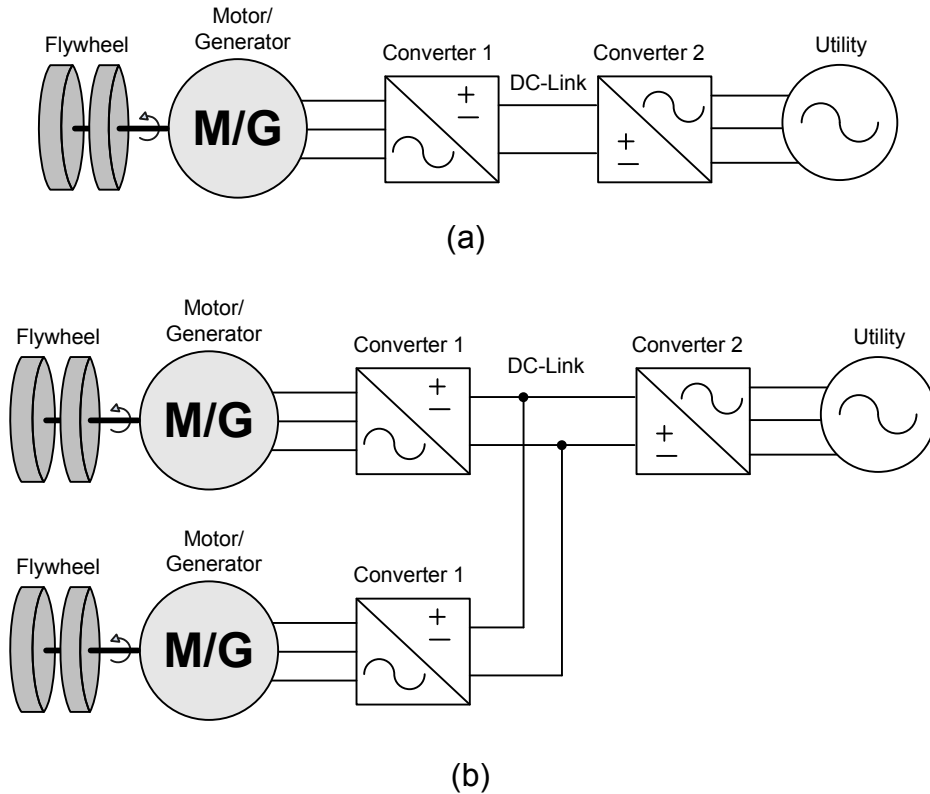 Motor/
Generator
Flywheel
Converter 1
Converter 2
Utility
DC-Link
M/G
+
−
+
−
(a)
Motor/
Generator
Flywheel
Converter 1
DC-Link
Converter 2
Utility
M/G
+
−
+
−
Motor/
Generator
Flywheel
Converter 1
M/G
+
−
(b)